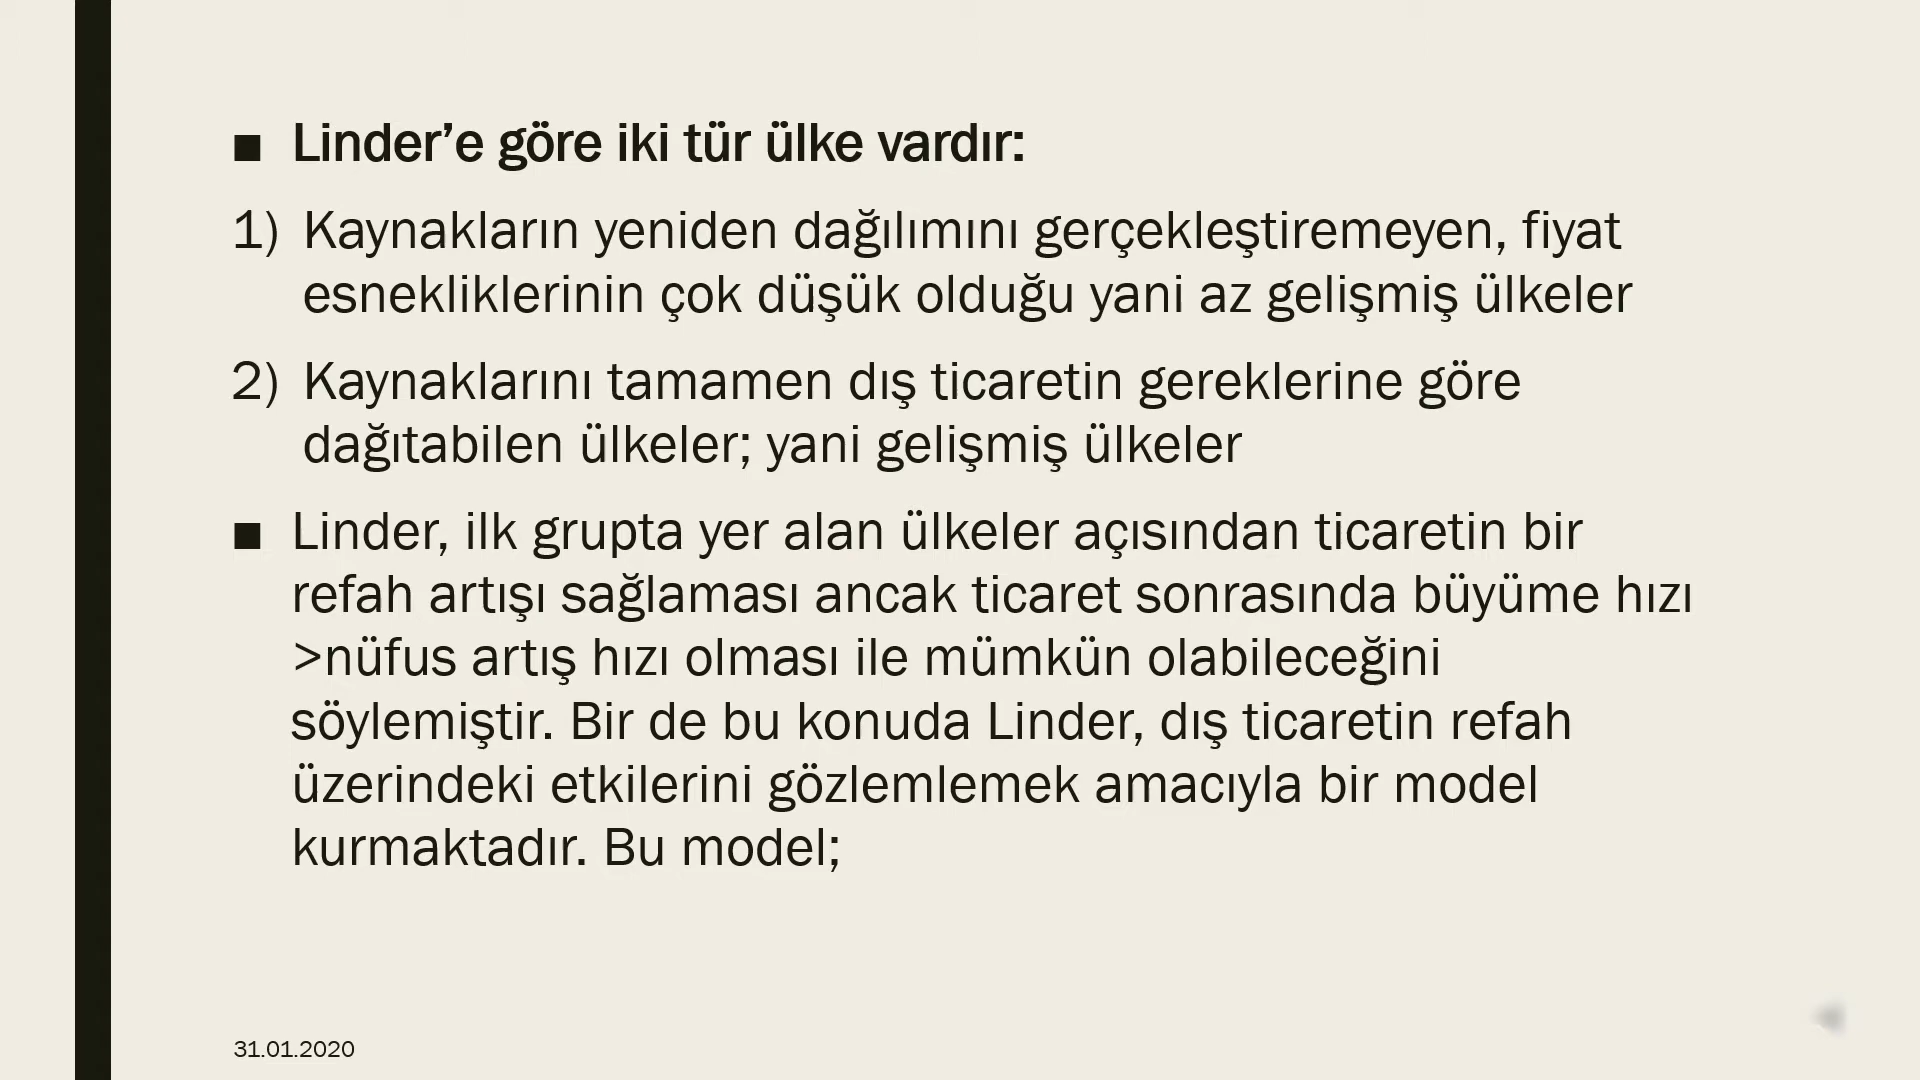 ■ Linder’e göre iki tür ülke vardır:
1) Kaynakların yeniden dağılımını gerçekleştiremeyen, fiyat
esnekliklerinin çok düşük olduğu yani az gelişmiş ülkeler
2) Kaynaklarını tamamen dış ticaretin gereklerine göre
dağıtabilen ülkeler; yani gelişmiş ülkeler
■ Linder, ilk grupta yer alan ülkeler açısından ticaretin bir
refah artışı sağlaması ancak ticaret sonrasında büyüme hızı
>nüfus artış hızı olması ile mümkün olabileceğini
söylemiştir. Bir de bu konuda Linder, dış ticaretin refah
üzerindeki etkilerini gözlemlemek amacıyla bir model
kurmaktadır. Bu model;
31.01.2020